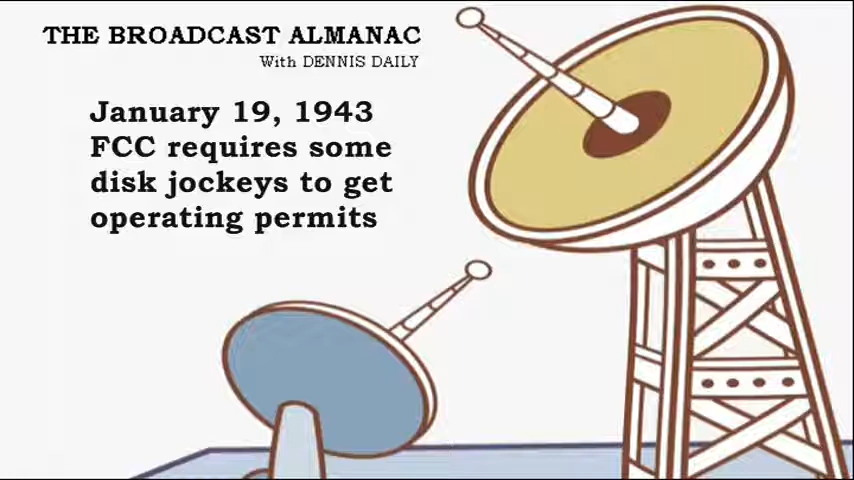 THE BROADCAST ALMANAC
With DENNIS DAILY
January 19, 1943
FCC requires some
disk jockeys to get
operating permits